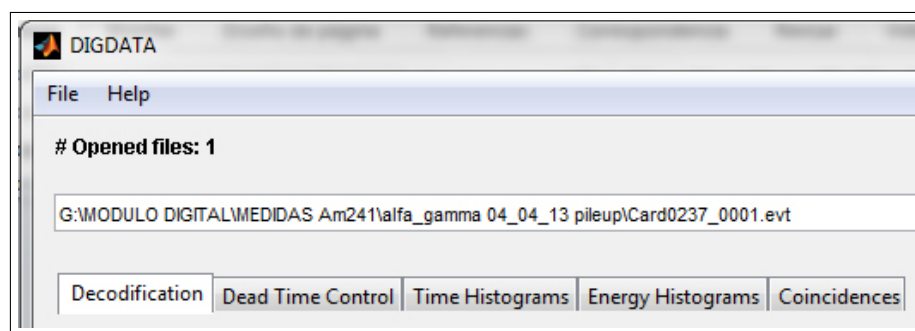 DIGDATA
File Help
# Opened files: 1
G:\MODULO DIGITAL\MEDIDAS Am241\alfa_gamma 04_04_13 pileup\Card0237_0001.evt
Decodification Dead Time Control Time Histograms Energy Histograms Coincidences